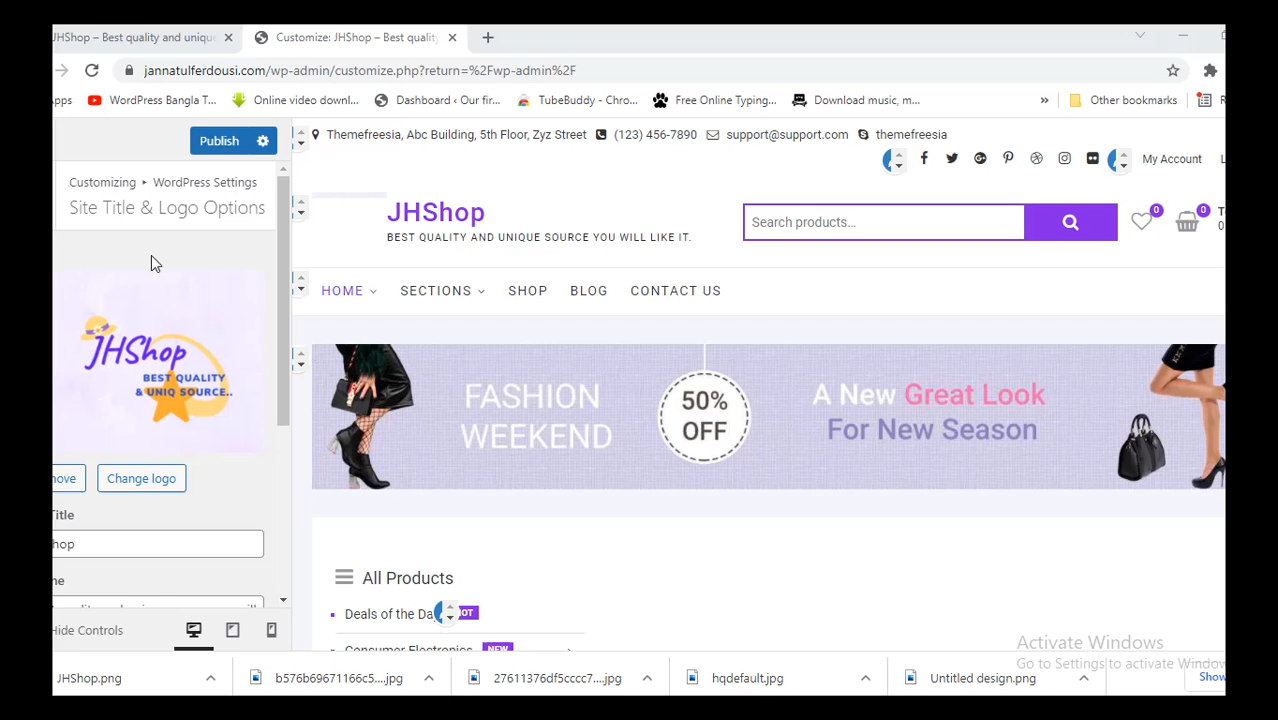 JHShop – Best quality and uniqu
Customize: JHShop – Best quality
jannatulferdousi.com/wp-admin/customize.php?return=%2Fwp-admin%2F
Apps
WordPress Bangla T...
Online video downl...
Dashboard ‹ Our fir...
TubeBuddy - Chro...
Free Online Typing...
Download music, m...
»
Other bookmarks
R
Publish
Themefreesia, Abc Building, 5th Floor, Zyz Street
(123) 456-7890
support@support.com
themefreesia
My Account
L
Customizing ▸ WordPress Settings
Site Title & Logo Options
JHShop
BEST QUALITY AND UNIQUE SOURCE YOU WILL LIKE IT.
Search products...
0
0
0
HOME
SECTIONS
SHOP
BLOG
CONTACT US
JHShop
BEST QUALITY
& UNIQ SOURCE..
FASHION
WEEKEND
50%
OFF
A New Great Look
For New Season
move
Change logo
Title
hop
All Products
Deals of the Da
OT
Consumer Electronics
NEW
Hide Controls
Activate Windows
Go to Settings to activate Windows
JHShop.png
b576b69671166c5....jpg
27611376df5cccc7....jpg
hqdefault.jpg
Untitled design.png
Show